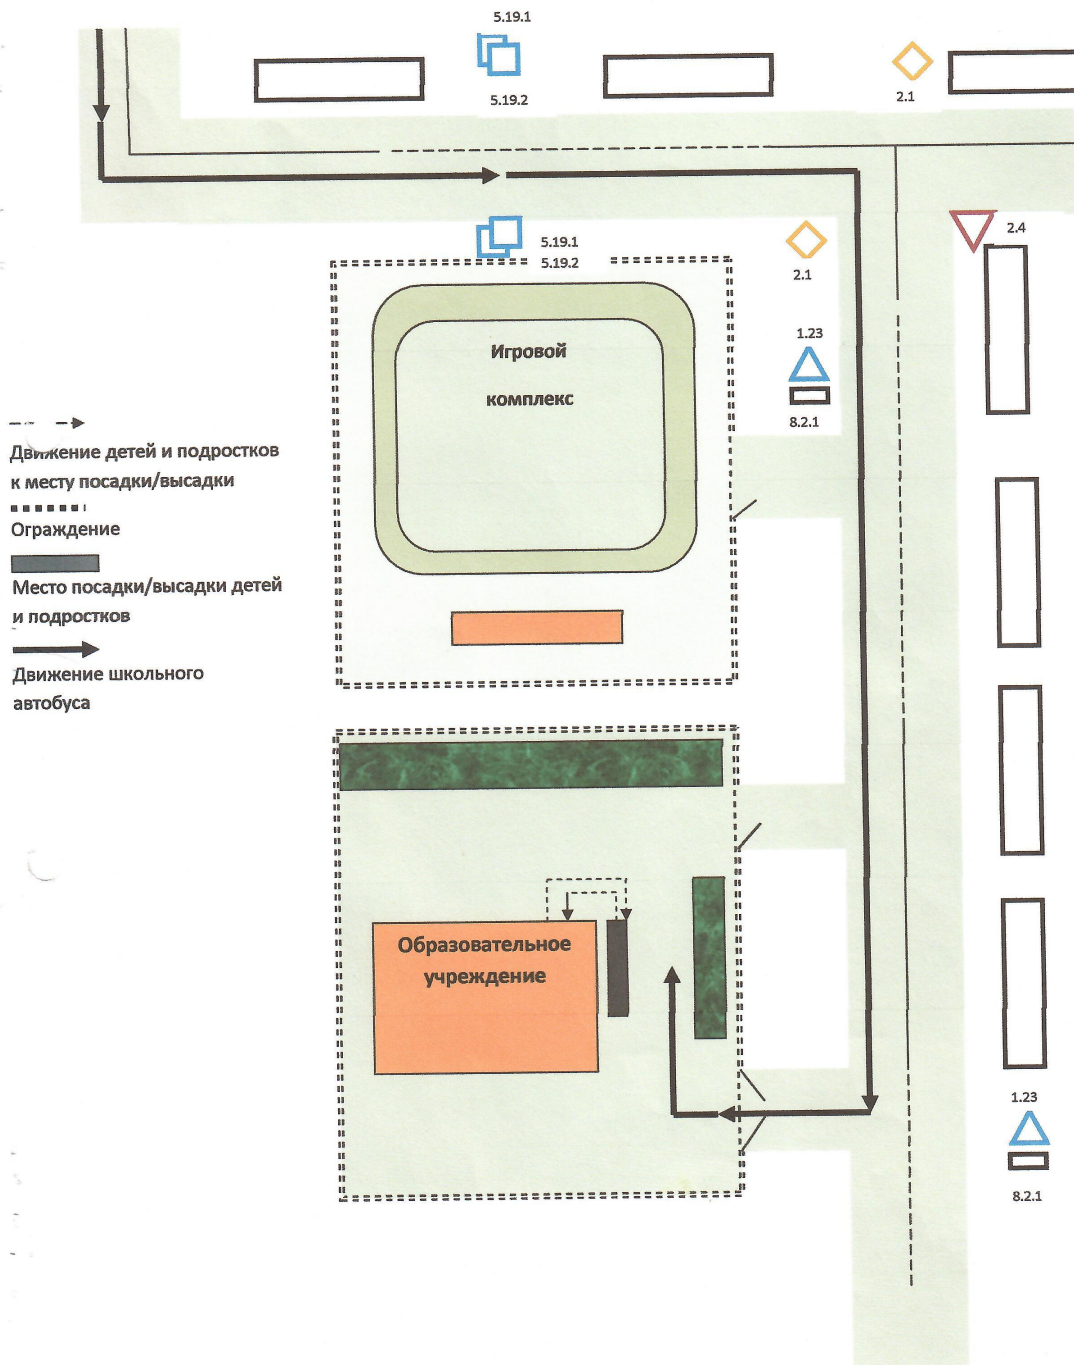 5.19.1
5.19.2
2.1
5.19.1
5.19.2
2.1
2.4
1.23
8.2.1
Игровой
комплекс
Движение детей и подростков
к месту посадки/высадки
Ограждение
Место посадки/высадки детей
и подростков
Движение школьного
автобуса
Образовательное
учреждение
1.23
8.2.1